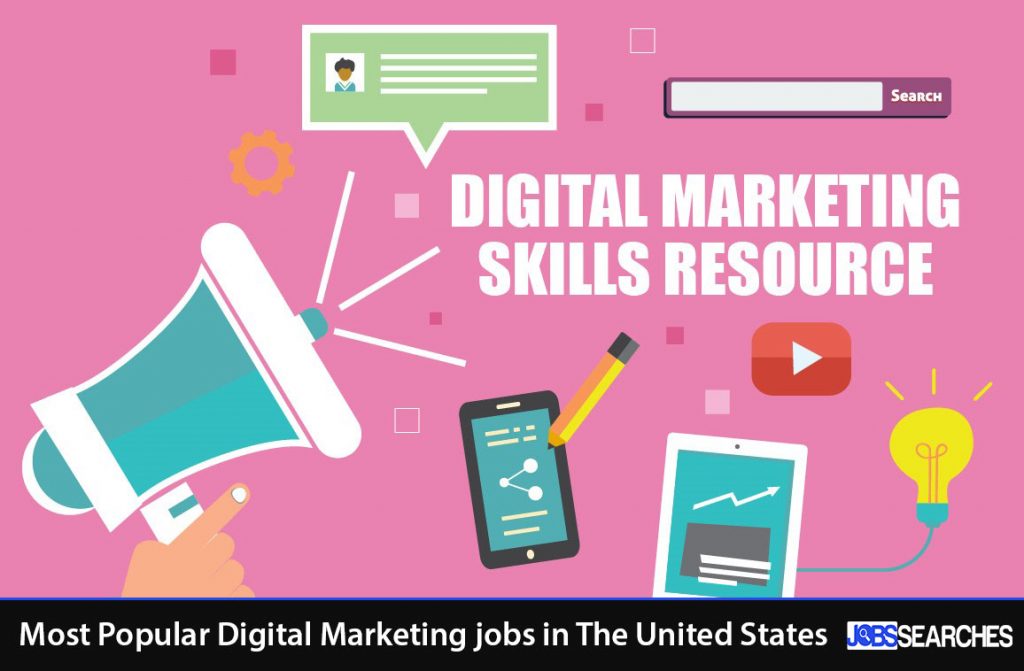 Search
DIGITAL MARKETING
SKILLS RESOURCE
Most Popular Digital Marketing jobs in The United States
JOBSSEARCHES